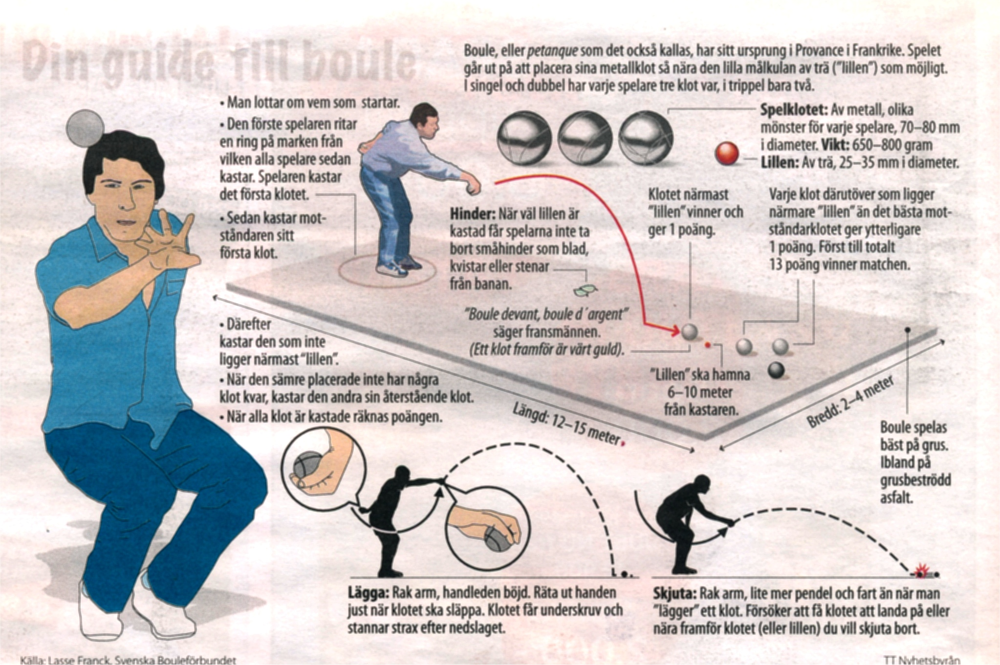 Din guide till boule
Boule, eller petanque som det också kallas, har sitt ursprung i Provance i Frankrike. Spelet
går ut på att placera sina metallklot så nära den lilla målkulan av trä ("lillen") som möjligt.
I singel och dubbel har varje spelare tre klot var, i trippel bara två.
• Man lottar om vem som startar.
• Den förste spelaren ritar
en ring på marken från
vilken alla spelare sedan
kastar. Spelaren kastar
det första klotet.
• Sedan kastar mot-
ståndaren sitt
första klot.
• Därefter
kastar den som inte
ligger närmast "lillen".
• När den sämre placerade inte har några
klot kvar, kastar den andra sin återstående klot.
• När alla klot är kastade räknas poängen.
Spelklotet: Av metall, olika
mönster för varje spelare, 70–80 mm
i diameter. Vikt: 650–800 gram
Lillen: Av trä, 25–35 mm i diameter.
Hinder: När väl lillen är
kastad får spelarna inte ta
bort småhinder som blad,
kvistar eller stenar
från banan.
Klotet närmast
"lillen" vinner och
ger 1 poäng.
Varje klot därutöver som ligger
närmare "lillen" än det bästa mot-
ståndarklotet ger ytterligare
1 poäng. Först till totalt
13 poäng vinner matchen.
"Boule devant, boule d´argent"
säger fransmännen.
(Ett klot framför är värt guld).
"Lillen" ska hamna
6–10 meter
från kastaren.
Längd: 12–15 meter
Bredd: 2–4 meter
Boule spelas
bäst på grus.
Ibland på
grusbeströdd
asfalt.
Lägga: Rak arm, handleden böjd. Räta ut handen
just när klotet ska släppa. Klotet får underskruv och
stannar strax efter nedslaget.
Skjuta: Rak arm, lite mer pendel och fart än när man
"lägger" ett klot. Försöker att få klotet att landa på eller
nära framför klotet (eller lillen) du vill skjuta bort.
Källa: Lasse Franck, Svenska Bouleförbundet
TT Nyhetsbyrån